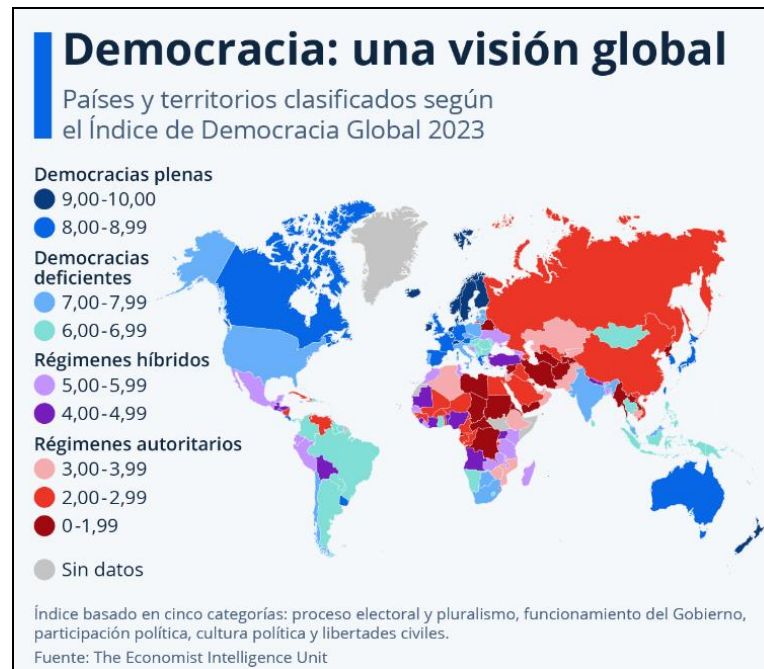 Democracia: una visión global
Países y territorios clasificados según
el Índice de Democracia Global 2023
Democracias plenas
9,00-10,00
8,00-8,99
Democracias
deficientes
7,00-7,99
6,00-6,99
Régimenes híbridos
5,00-5,99
4,00-4,99
Régimenes autoritarios
3,00-3,99
2,00-2,99
0-1,99
Sin datos
Índice basado en cinco categorías: proceso electoral y pluralismo, funcionamiento del Gobierno,
participación política, cultura política y libertades civiles.
Fuente: The Economist Intelligence Unit